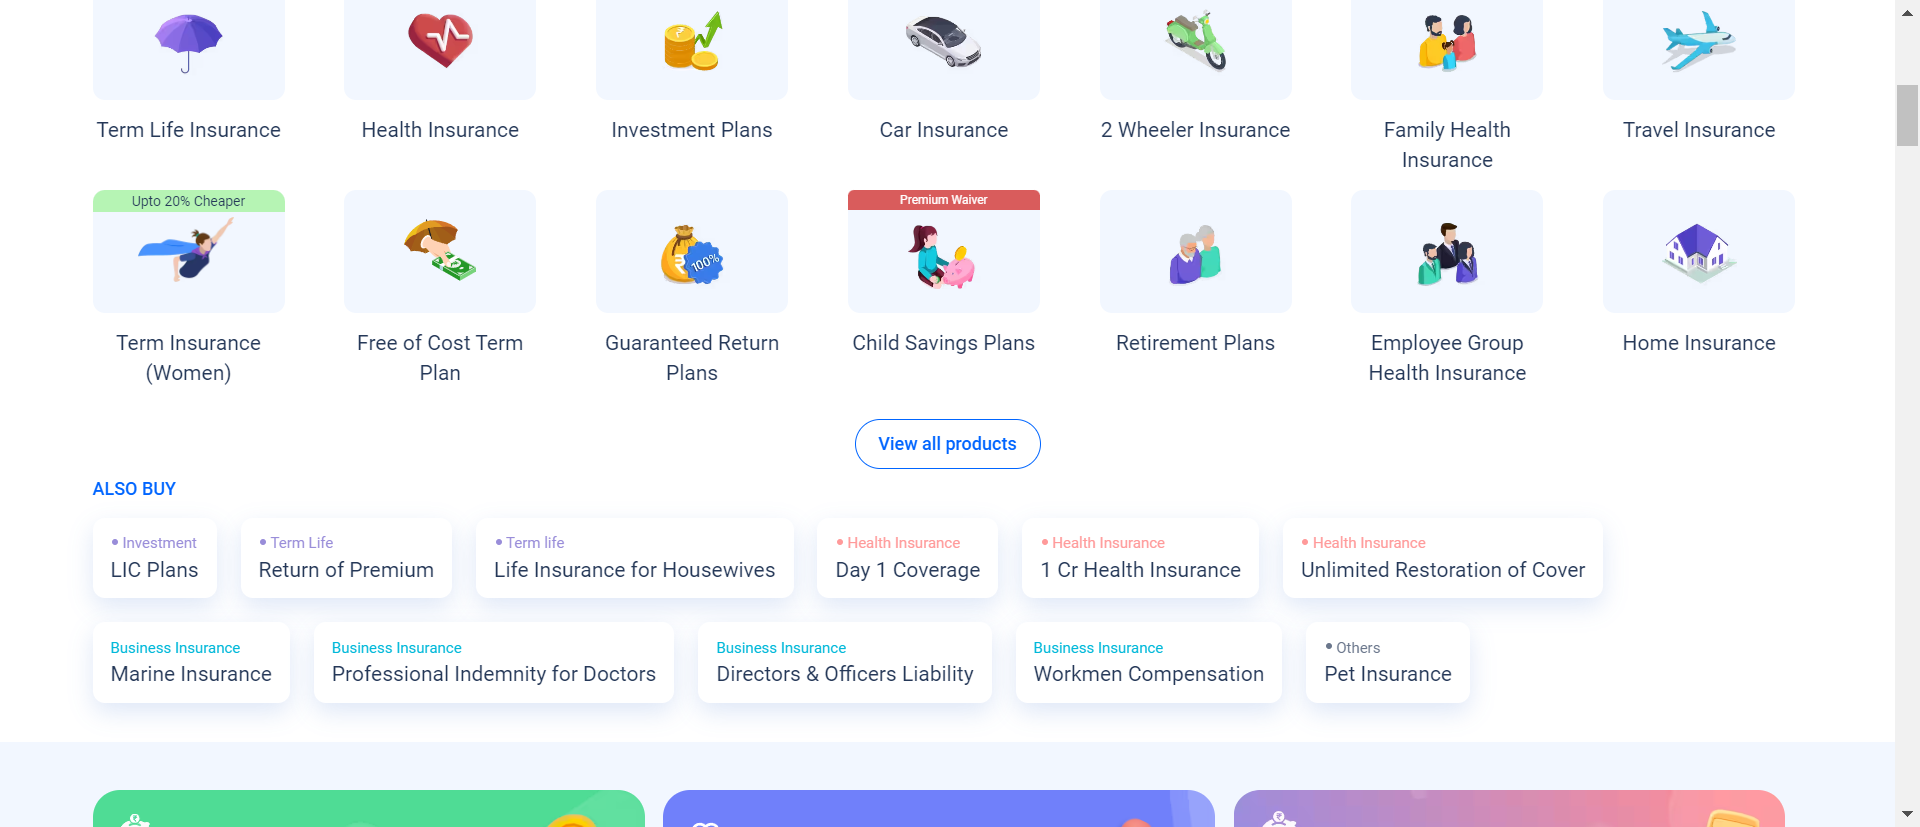 Term Life Insurance
Health Insurance
Investment Plans
Car Insurance
2 Wheeler Insurance
Family Health
Insurance
Travel Insurance
Upto 20% Cheaper
Term Insurance
(Women)
Free of Cost Term
Plan
100%
Guaranteed Return
Plans
Premium Waiver
Child Savings Plans
Retirement Plans
Employee Group
Health Insurance
Home Insurance
View all products
ALSO BUY
Investment
LIC Plans
Term Life
Return of Premium
Term life
Life Insurance for Housewives
Health Insurance
Day 1 Coverage
Health Insurance
1 Cr Health Insurance
Health Insurance
Unlimited Restoration of Cover
Business Insurance
Marine Insurance
Business Insurance
Professional Indemnity for Doctors
Business Insurance
Directors & Officers Liability
Business Insurance
Workmen Compensation
Others
Pet Insurance